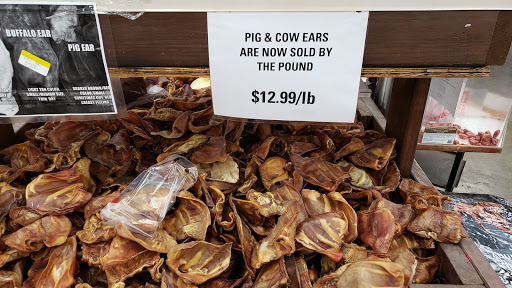 BUFFALO EAR
PIG EAR
PIG & COW EARS
ARE NOW SOLD BY
THE POUND
$12.99/lb